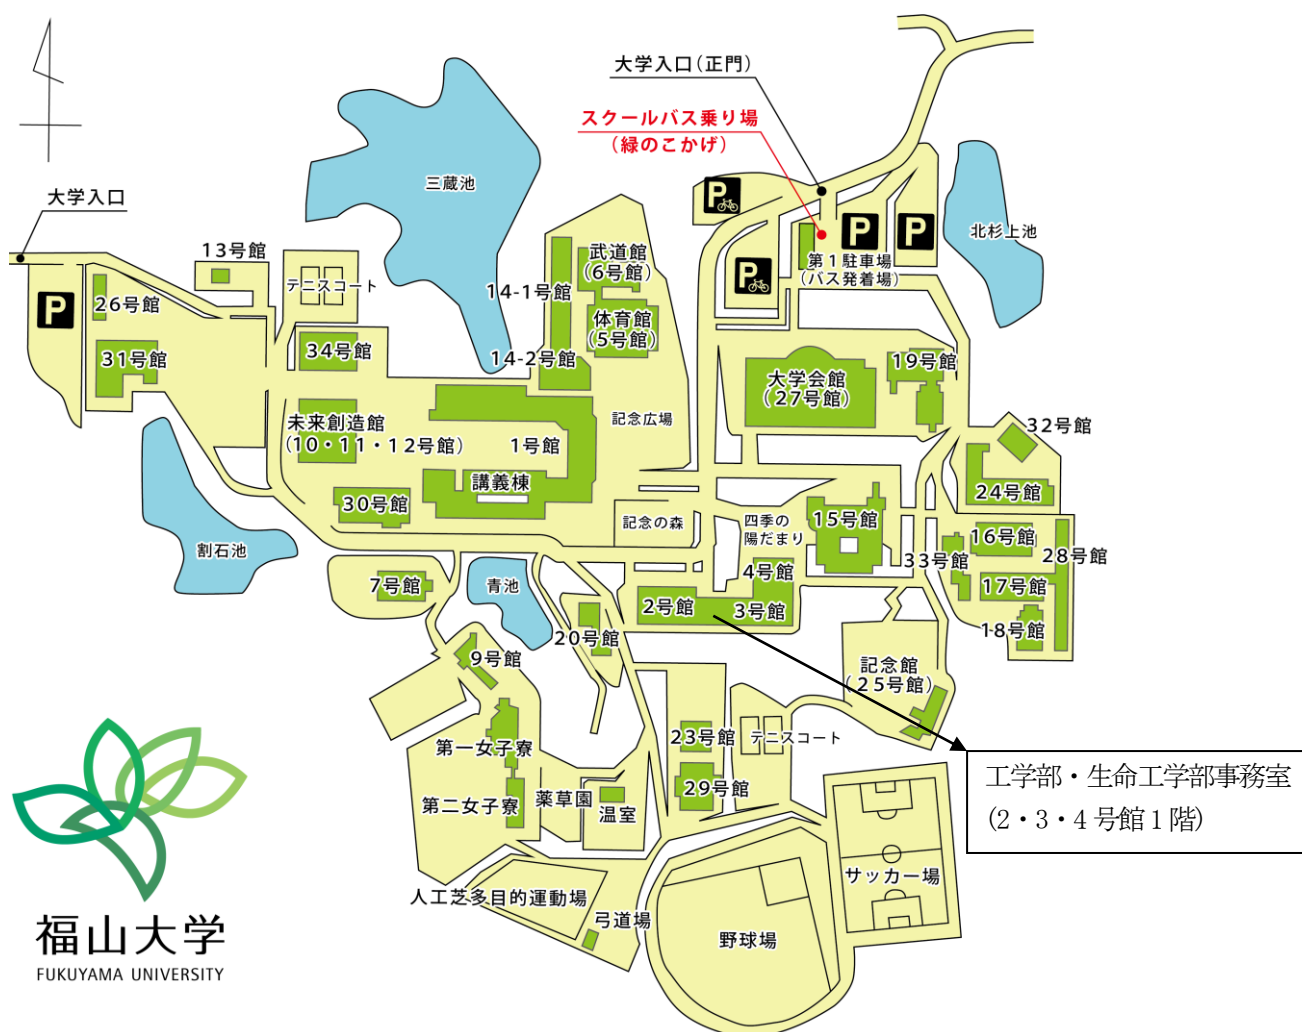 大学入口(正門)
スクールバス乗り場
(緑のこかげ)
三蔵池
大学入口
P
北杉上池
13号館
武道館
(6号館)
P
P
テニスコート
14-1号館
P
第1駐車場
(バス発着場)
P
26号館
体育館
(5号館)
31号館
34号館
14-2号館
19号館
大学会館
(27号館)
未来創造館
(10・11・12号館)
記念広場
32号館
1号館
講義棟
24号館
30号館
記念の森
四季の
陽だまり
15号館
16号館
割石池
28号館
33号館
7号館
青池
4号館
17号館
2号館
3号館
18号館
20号館
9号館
記念館
(25号館)
23号館
テニスコート
第一女子寮
29号館
第二女子寮
薬草園
温室
工学部・生命工学部事務室
(2・3・4号館1階)
サッカー場
人工芝多目的運動場
弓道場
野球場
福山大学
FUKUYAMA UNIVERSITY